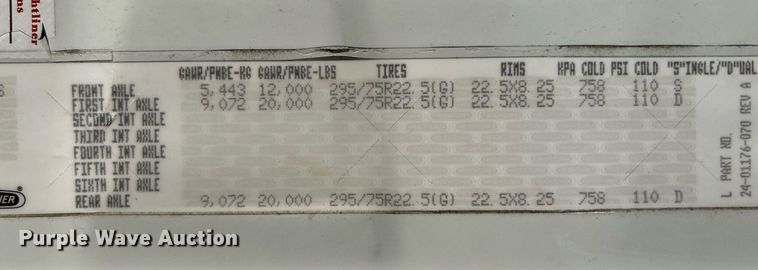 htliner
ns
GAWR/PNBE-KG GAWR/PNBE-LBS TIRES RIMS KPA COLD PSI COLD "S"INGLE/"D"UAL
FRONT AXLE 5,443 12,000 295/75R22.5(G) 22.5X8.25 758 110 S
FIRST INT AXLE 9,072 20,000 295/75R22.5(G) 22.5X8.25 758 110 D
SECOND INT AXLE
THIRD INT AXLE
FOURTH INT AXLE
FIFTH INT AXLE
SIXTH INT AXLE
REAR AXLE 9,072 20,000 295/75R22.5(G) 22.5X8.25 758 110 D
L PART NO.
24-01176-070 REV A
NER
Purple Wave Auction